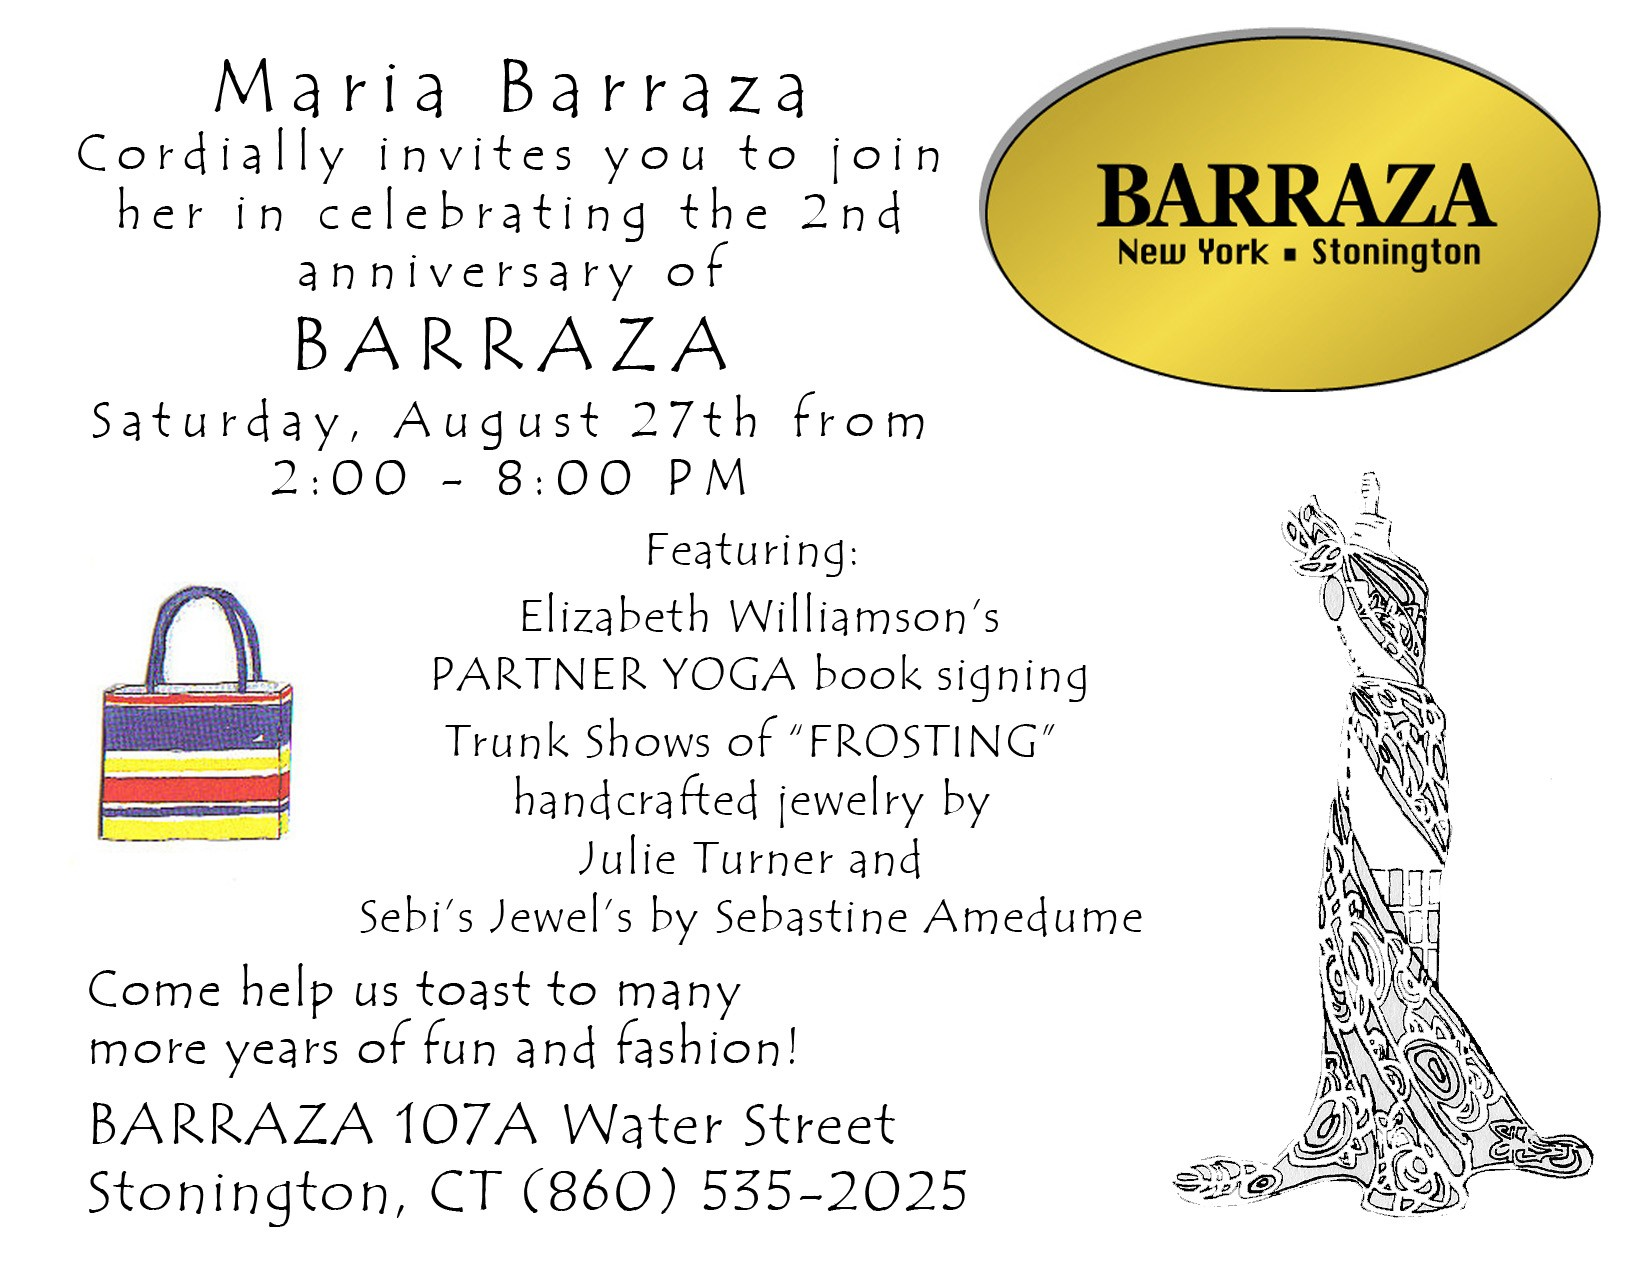 Maria Barraza
Cordially invites you to join
her in celebrating the 2nd
anniversary of
BARRAZA
Saturday, August 27th from
2:00 - 8:00 PM
BARRAZA
New York ▪ Stonington
Featuring:
Elizabeth Williamson’s
PARTNER YOGA book signing
Trunk Shows of “FROSTING”
handcrafted jewelry by
Julie Turner and
Sebi’s Jewel’s by Sebastine Amedume
Come help us toast to many
more years of fun and fashion!
BARRAZA 107A Water Street
Stonington, CT (860) 535-2025